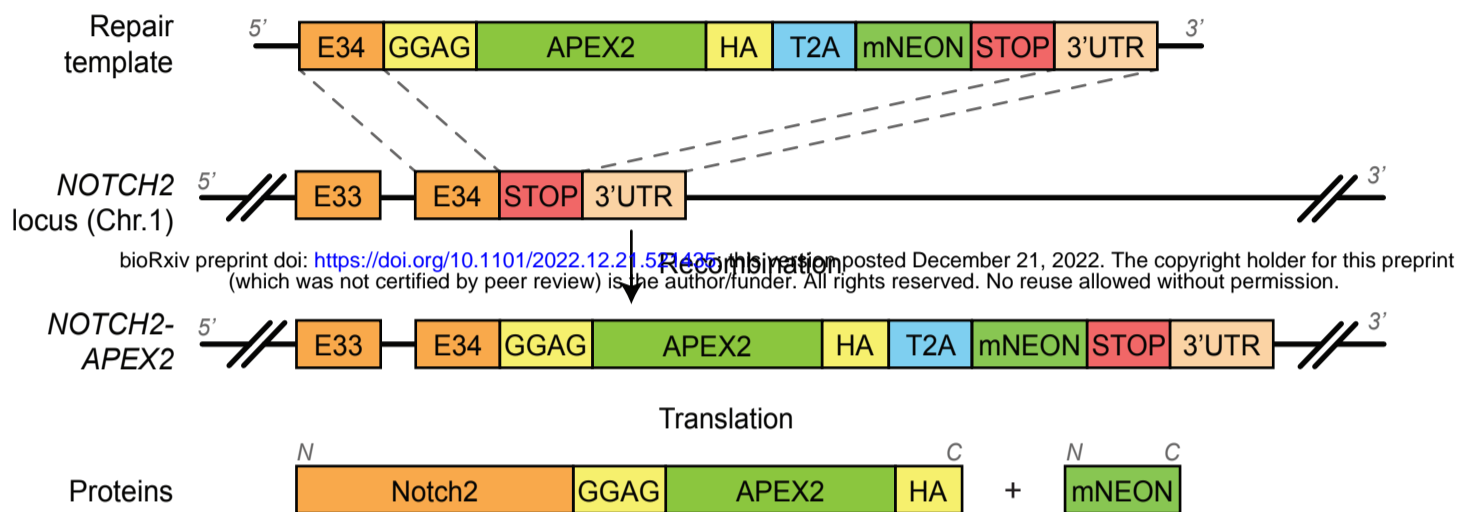 Repair template
5’ E34 GGAG APEX2 HA T2A mNEON STOP 3’UTR 3’
NOTCH2 locus (Chr.1)
5’ E33 E34 STOP 3’UTR 3’
Recombination
bioRxiv preprint doi: https://doi.org/10.1101/2022.12.21.521435; this version posted December 21, 2022. The copyright holder for this preprint
(which was not certified by peer review) is the author/funder. All rights reserved. No reuse allowed without permission.
NOTCH2-APEX2
5’ E33 E34 GGAG APEX2 HA T2A mNEON STOP 3’UTR 3’
Translation
N C N C
Proteins Notch2 GGAG APEX2 HA + mNEON